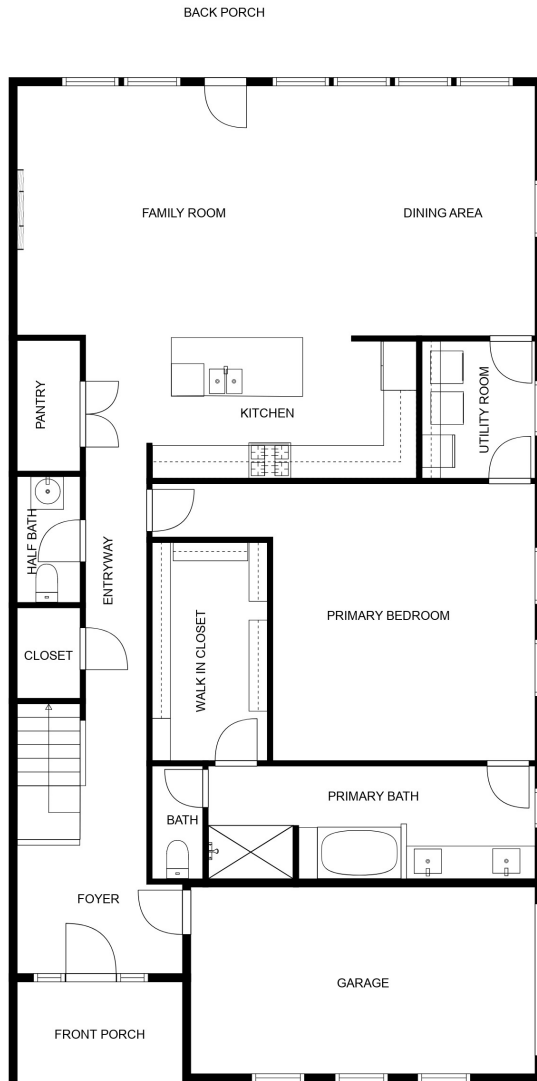 BACK PORCH
FAMILY ROOM
DINING AREA
PANTRY
KITCHEN
UTILITY ROOM
HALF BATH
ENTRYWAY
PRIMARY BEDROOM
CLOSET
WALK IN CLOSET
PRIMARY BATH
BATH
FOYER
GARAGE
FRONT PORCH